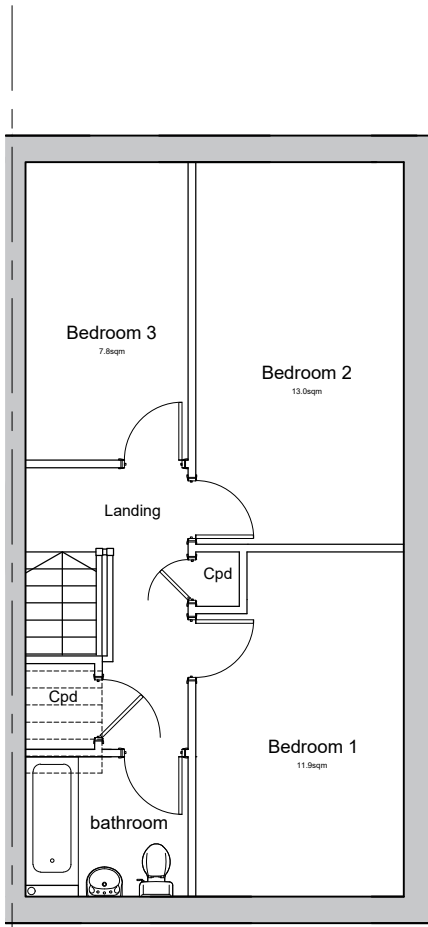 Bedroom 3
7.8sqm
Bedroom 2
13.0sqm
Landing
Cpd
Cpd
Bedroom 1
11.9sqm
bathroom